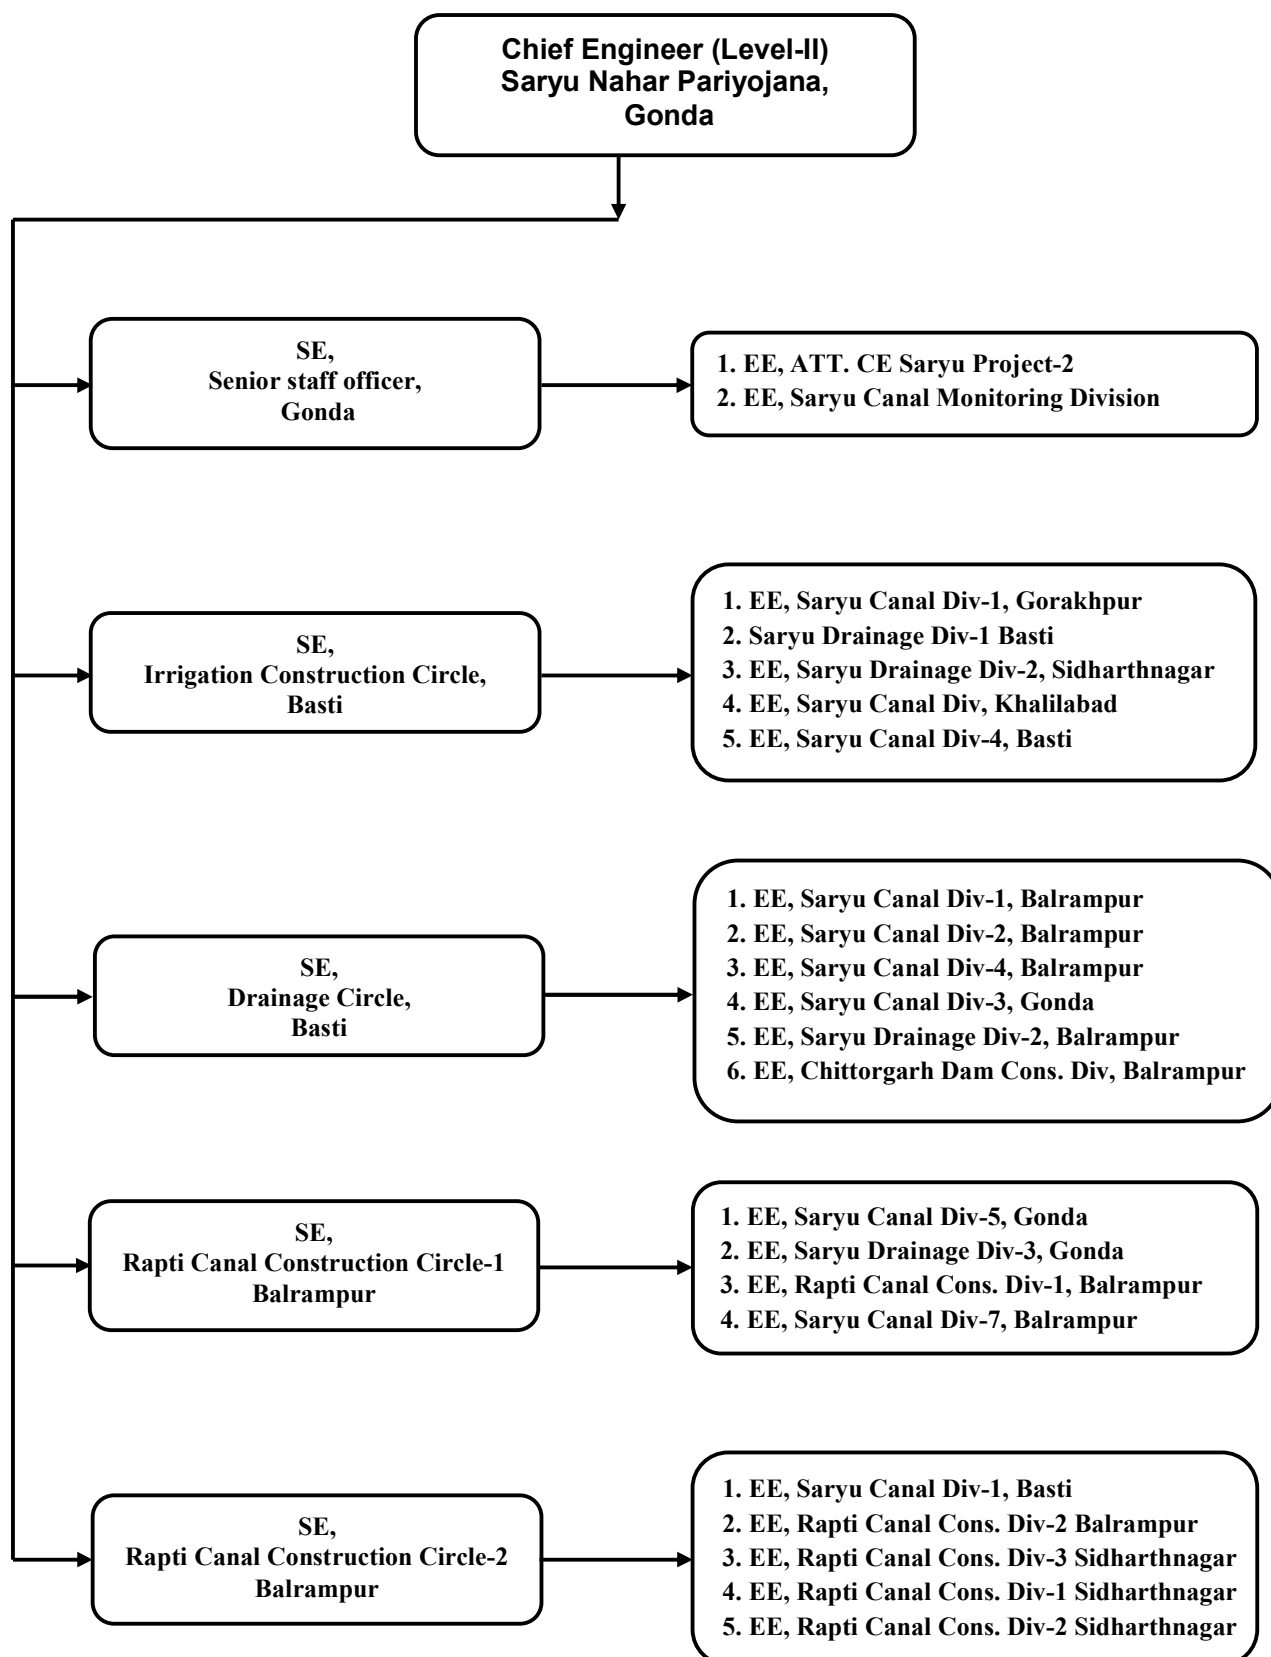 Chief Engineer (Level-II)
Saryu Nahar Pariyojana,
Gonda
SE,
Senior staff officer,
Gonda
1. EE, ATT. CE Saryu Project-2
2. EE, Saryu Canal Monitoring Division
SE,
Irrigation Construction Circle,
Basti
1. EE, Saryu Canal Div-1, Gorakhpur
2. Saryu Drainage Div-1 Basti
3. EE, Saryu Drainage Div-2, Sidharthnagar
4. EE, Saryu Canal Div, Khalilabad
5. EE, Saryu Canal Div-4, Basti
SE,
Drainage Circle,
Basti
1. EE, Saryu Canal Div-1, Balrampur
2. EE, Saryu Canal Div-2, Balrampur
3. EE, Saryu Canal Div-4, Balrampur
4. EE, Saryu Canal Div-3, Gonda
5. EE, Saryu Drainage Div-2, Balrampur
6. EE, Chittorgarh Dam Cons. Div, Balrampur
SE,
Rapti Canal Construction Circle-1
Balrampur
1. EE, Saryu Canal Div-5, Gonda
2. EE, Saryu Drainage Div-3, Gonda
3. EE, Rapti Canal Cons. Div-1, Balrampur
4. EE, Saryu Canal Div-7, Balrampur
SE,
Rapti Canal Construction Circle-2
Balrampur
1. EE, Saryu Canal Div-1, Basti
2. EE, Rapti Canal Cons. Div-2 Balrampur
3. EE, Rapti Canal Cons. Div-3 Sidharthnagar
4. EE, Rapti Canal Cons. Div-1 Sidharthnagar
5. EE, Rapti Canal Cons. Div-2 Sidharthnagar